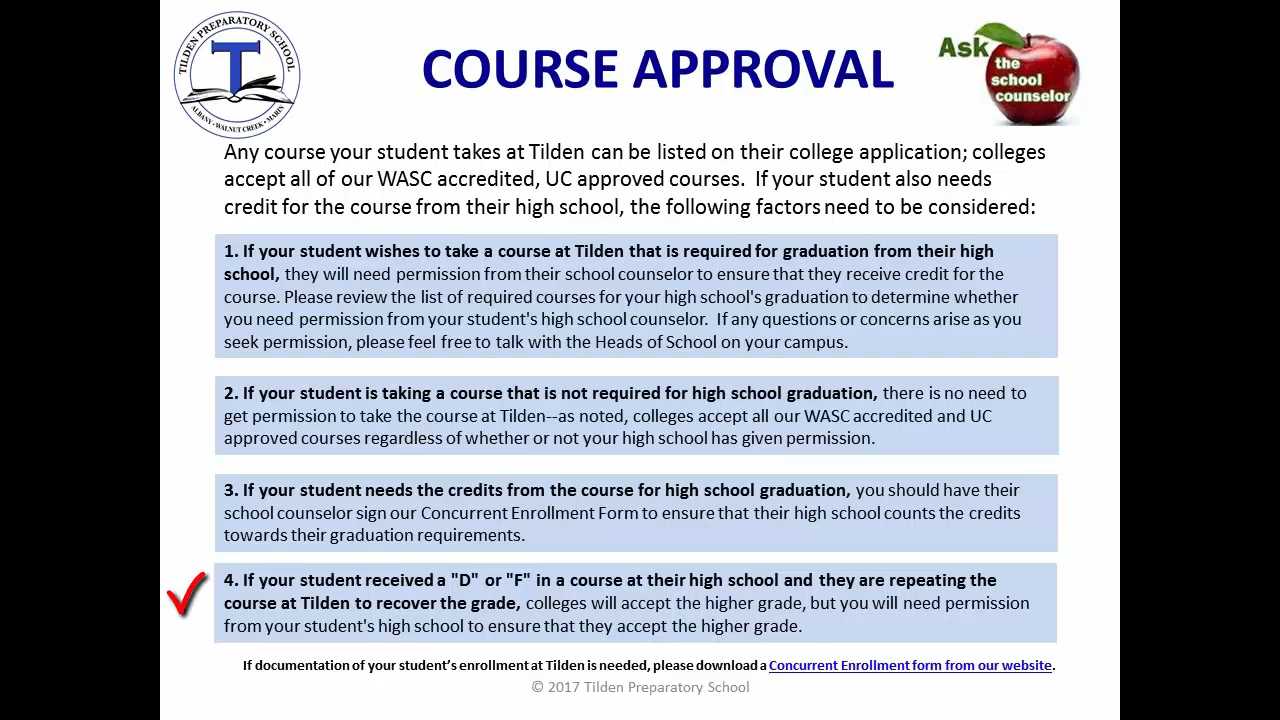 TILDEN PREPARATORY SCHOOL
T
ALBANY • WALNUT CREEK • MARIN
COURSE APPROVAL
Ask
the
school
counselor
Any course your student takes at Tilden can be listed on their college application; colleges
accept all of our WASC accredited, UC approved courses.  If your student also needs
credit for the course from their high school, the following factors need to be considered:
1. If your student wishes to take a course at Tilden that is required for graduation from their high
school, they will need permission from their school counselor to ensure that they receive credit for the
course. Please review the list of required courses for your high school's graduation to determine whether
you need permission from your student's high school counselor.  If any questions or concerns arise as you
seek permission, please feel free to talk with the Heads of School on your campus.
2. If your student is taking a course that is not required for high school graduation, there is no need to
get permission to take the course at Tilden--as noted, colleges accept all our WASC accredited and UC
approved courses regardless of whether or not your high school has given permission.
3. If your student needs the credits from the course for high school graduation, you should have their
school counselor sign our Concurrent Enrollment Form to ensure that their high school counts the credits
towards their graduation requirements.
4. If your student received a "D" or "F" in a course at their high school and they are repeating the
course at Tilden to recover the grade, colleges will accept the higher grade, but you will need permission
from your student's high school to ensure that they accept the higher grade.
If documentation of your student's enrollment at Tilden is needed, please download a Concurrent Enrollment form from our website.
© 2017 Tilden Preparatory School